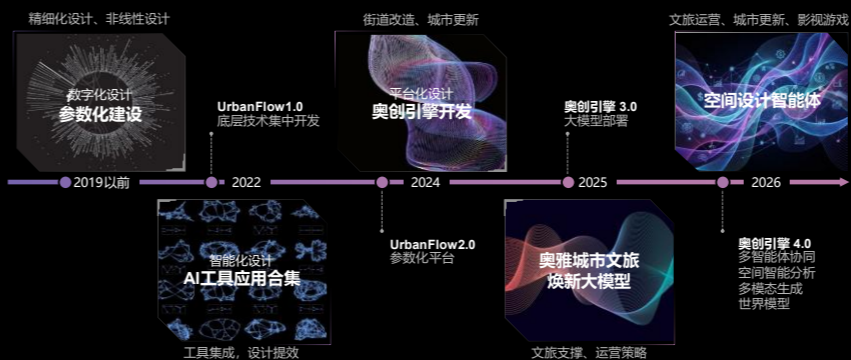 精细化设计、非线性设计
街道改造、城市更新
文旅运营、城市更新、影视游戏
数字化设计
参数化建设
UrbanFlow1.0
底层技术集中开发
平台化设计
奥创引擎开发
奥创引擎 3.0
大模型部署
空间设计智能体
2019以前
2022
2024
2025
2026
智能化设计
AI工具应用合集
工具集成，设计提效
UrbanFlow2.0
参数化平台
奥雅城市文旅
焕新大模型
文旅支撑、运营策略
奥创引擎 4.0
多智能体协同
空间智能分析
多模态生成
世界模型